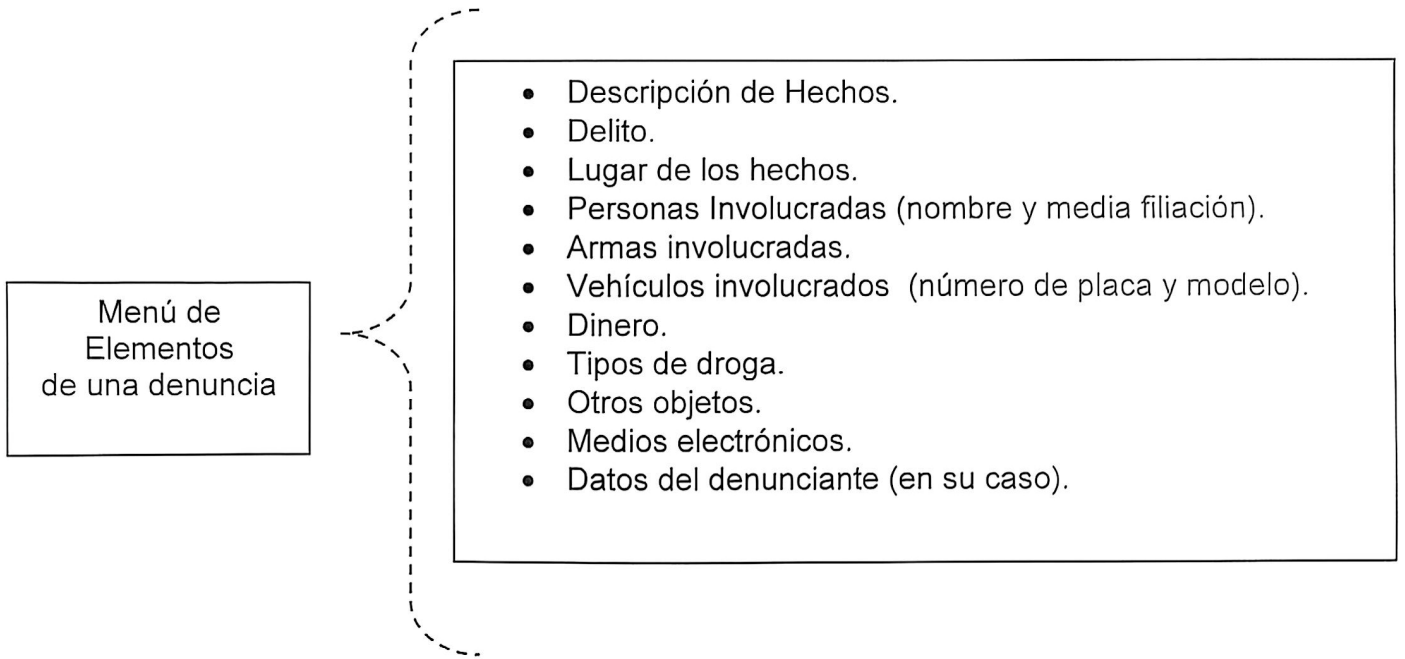 Menú de
Elementos
de una denuncia
• Descripción de Hechos.
• Delito.
• Lugar de los hechos.
• Personas Involucradas (nombre y media filiación).
• Armas involucradas.
• Vehículos involucrados  (número de placa y modelo).
• Dinero.
• Tipos de droga.
• Otros objetos.
• Medios electrónicos.
• Datos del denunciante (en su caso).